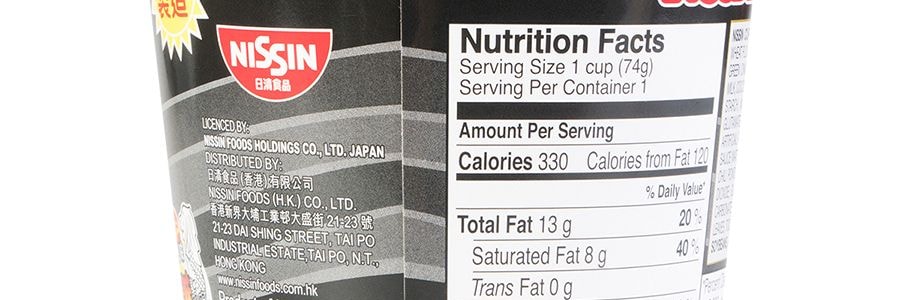 製造
NISSIN
日清食品
LICENCED BY:
NISSIN FOODS HOLDINGS CO., LTD. JAPAN
DISTRIBUTED BY:
日清食品 (香港)有限公司
NISSIN FOODS (H.K.) CO., LTD.
香港新界大埔工業邨大盛街 21-23 號
21-23 DAI SHING STREET, TAI PO
INDUSTRIAL ESTATE, TAI PO, N.T.,
HONG KONG
www.nissinfoods.com.hk
Nutrition Facts
Serving Size 1 cup (74g)
Serving Per Container 1
Amount Per Serving
Calories 330 Calories from Fat 120
% Daily Value*
Total Fat 13 g 20 %
Saturated Fat 8 g 40 %
Trans Fat 0 g